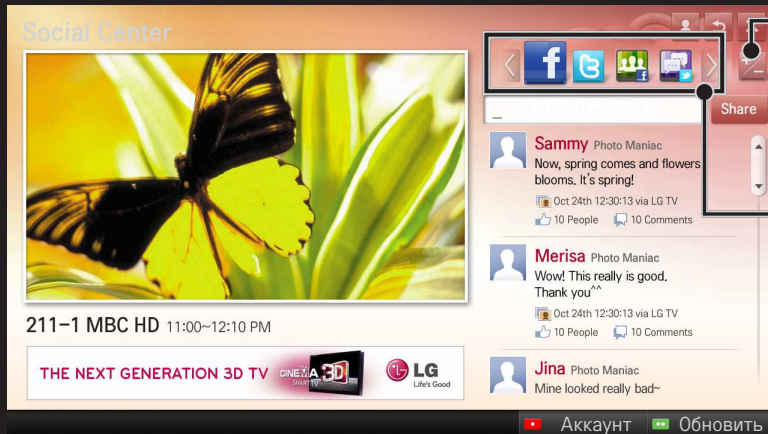 Social Center
f
+
−
_
Share
Sammy Photo Maniac
Now, spring comes and flowers
blooms. It's spring!
Oct 24th 12:30:13 via LG TV
10 People 10 Comments
Merisa Photo Maniac
Wow! This really is good.
Thank you^^
Oct 24th 12:30:13 via LG TV
10 People 10 Comments
Jina Photo Maniac
Mine looked really bad~
211-1 MBC HD 11:00~12:10 PM
THE NEXT GENERATION 3D TV CINEMA 3D SMART TV LG Life's Good
Аккаунт Обновить